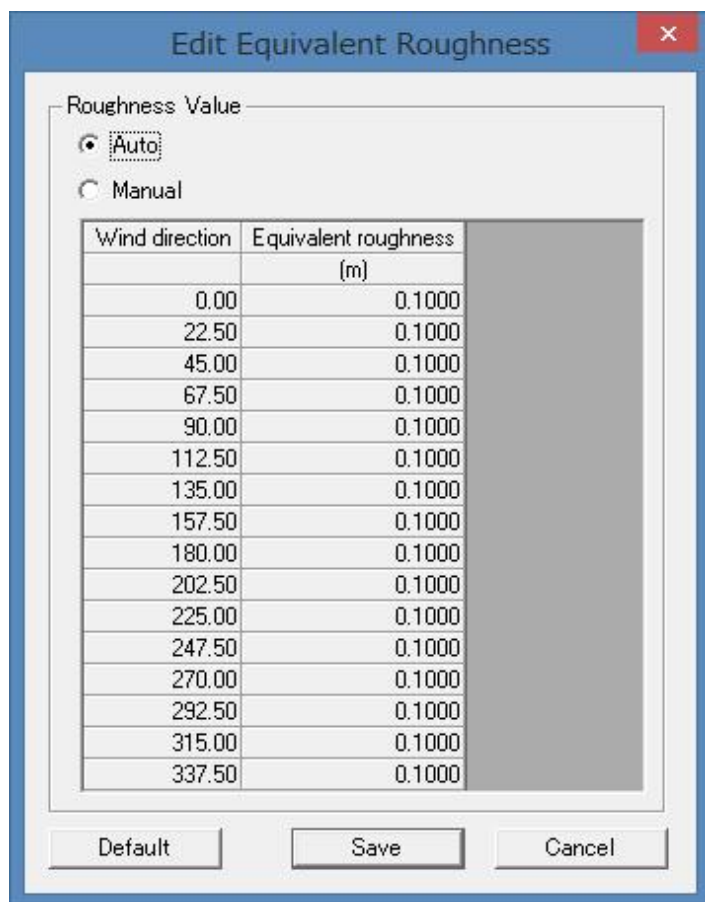 Edit Equivalent Roughness
Roughness Value
Auto
Manual
Wind direction Equivalent roughness
(m)
0.00 0.1000
22.50 0.1000
45.00 0.1000
67.50 0.1000
90.00 0.1000
112.50 0.1000
135.00 0.1000
157.50 0.1000
180.00 0.1000
202.50 0.1000
225.00 0.1000
247.50 0.1000
270.00 0.1000
292.50 0.1000
315.00 0.1000
337.50 0.1000
Default Save Cancel